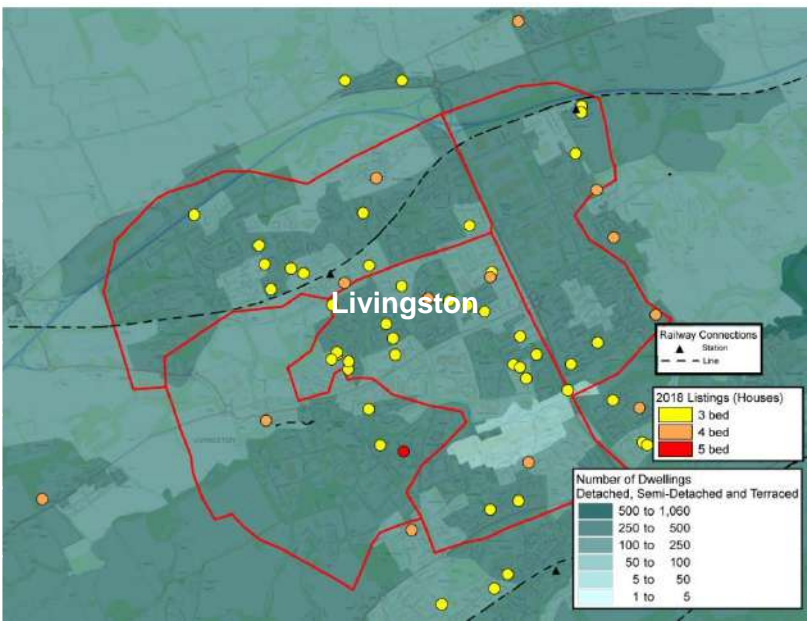 Livingston
LIVINGSTON
Railway Connections
Station
Line
2018 Listings (Houses)
3 bed
4 bed
5 bed
Number of Dwellings
Detached, Semi-Detached and Terraced
500 to 1,060
250 to 500
100 to 250
50 to 100
5 to 50
1 to 5